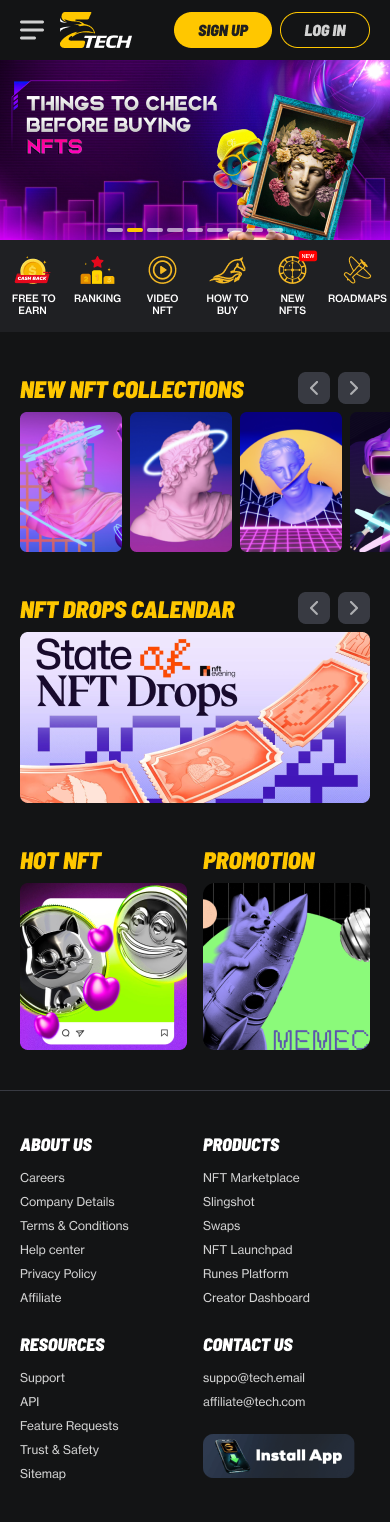 ZTECH
SIGN UP
LOG IN
THINGS TO CHECK
BEFORE BUYING
NFTS
CASH BACK
FREE TO
EARN
RANKING
VIDEO
NFT
HOW TO
BUY
NEW
NEW
NFTS
ROADMAPS
NEW NFT COLLECTIONS
NFT DROPS CALENDAR
State of
nft
evening
NFT Drops
2024
HOT NFT
PROMOTION
MEMEC
ABOUT US
Careers
Company Details
Terms & Conditions
Help center
Privacy Policy
Affiliate
PRODUCTS
NFT Marketplace
Slingshot
Swaps
NFT Launchpad
Runes Platform
Creator Dashboard
RESOURCES
Support
API
Feature Requests
Trust & Safety
Sitemap
CONTACT US
suppo@tech.email
affiliate@tech.com
Install App